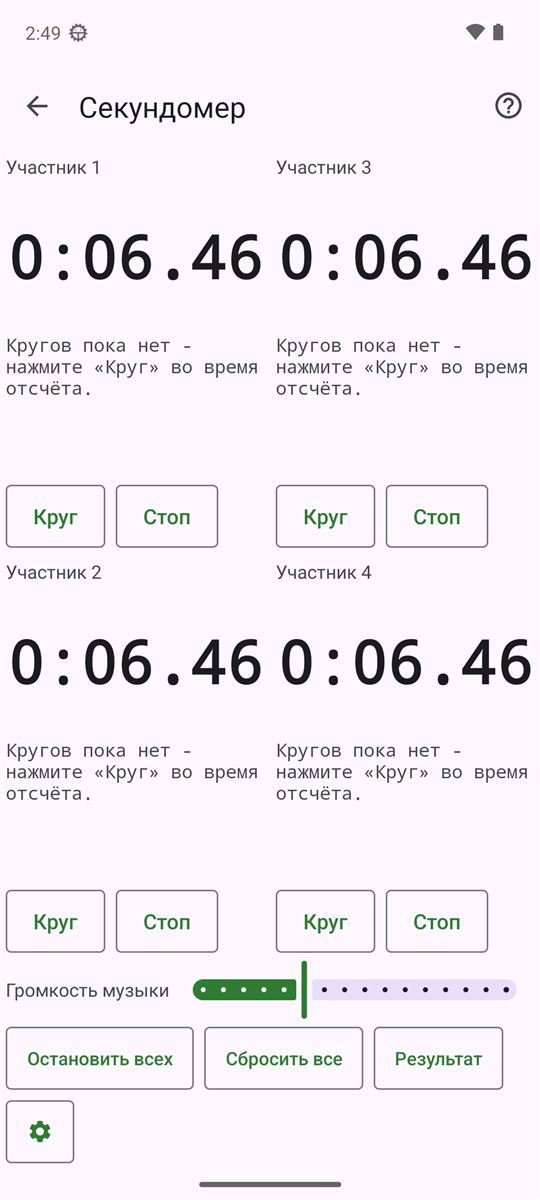 2:49
Секундомер
Участник 1
0:06.46
Кругов пока нет -
нажмите «Круг» во время
отсчёта.
Круг
Стоп
Участник 3
0:06.46
Кругов пока нет -
нажмите «Круг» во время
отсчёта.
Круг
Стоп
Участник 2
0:06.46
Кругов пока нет -
нажмите «Круг» во время
отсчёта.
Круг
Стоп
Участник 4
0:06.46
Кругов пока нет -
нажмите «Круг» во время
отсчёта.
Круг
Стоп
Громкость музыки
Остановить всех
Сбросить все
Результат